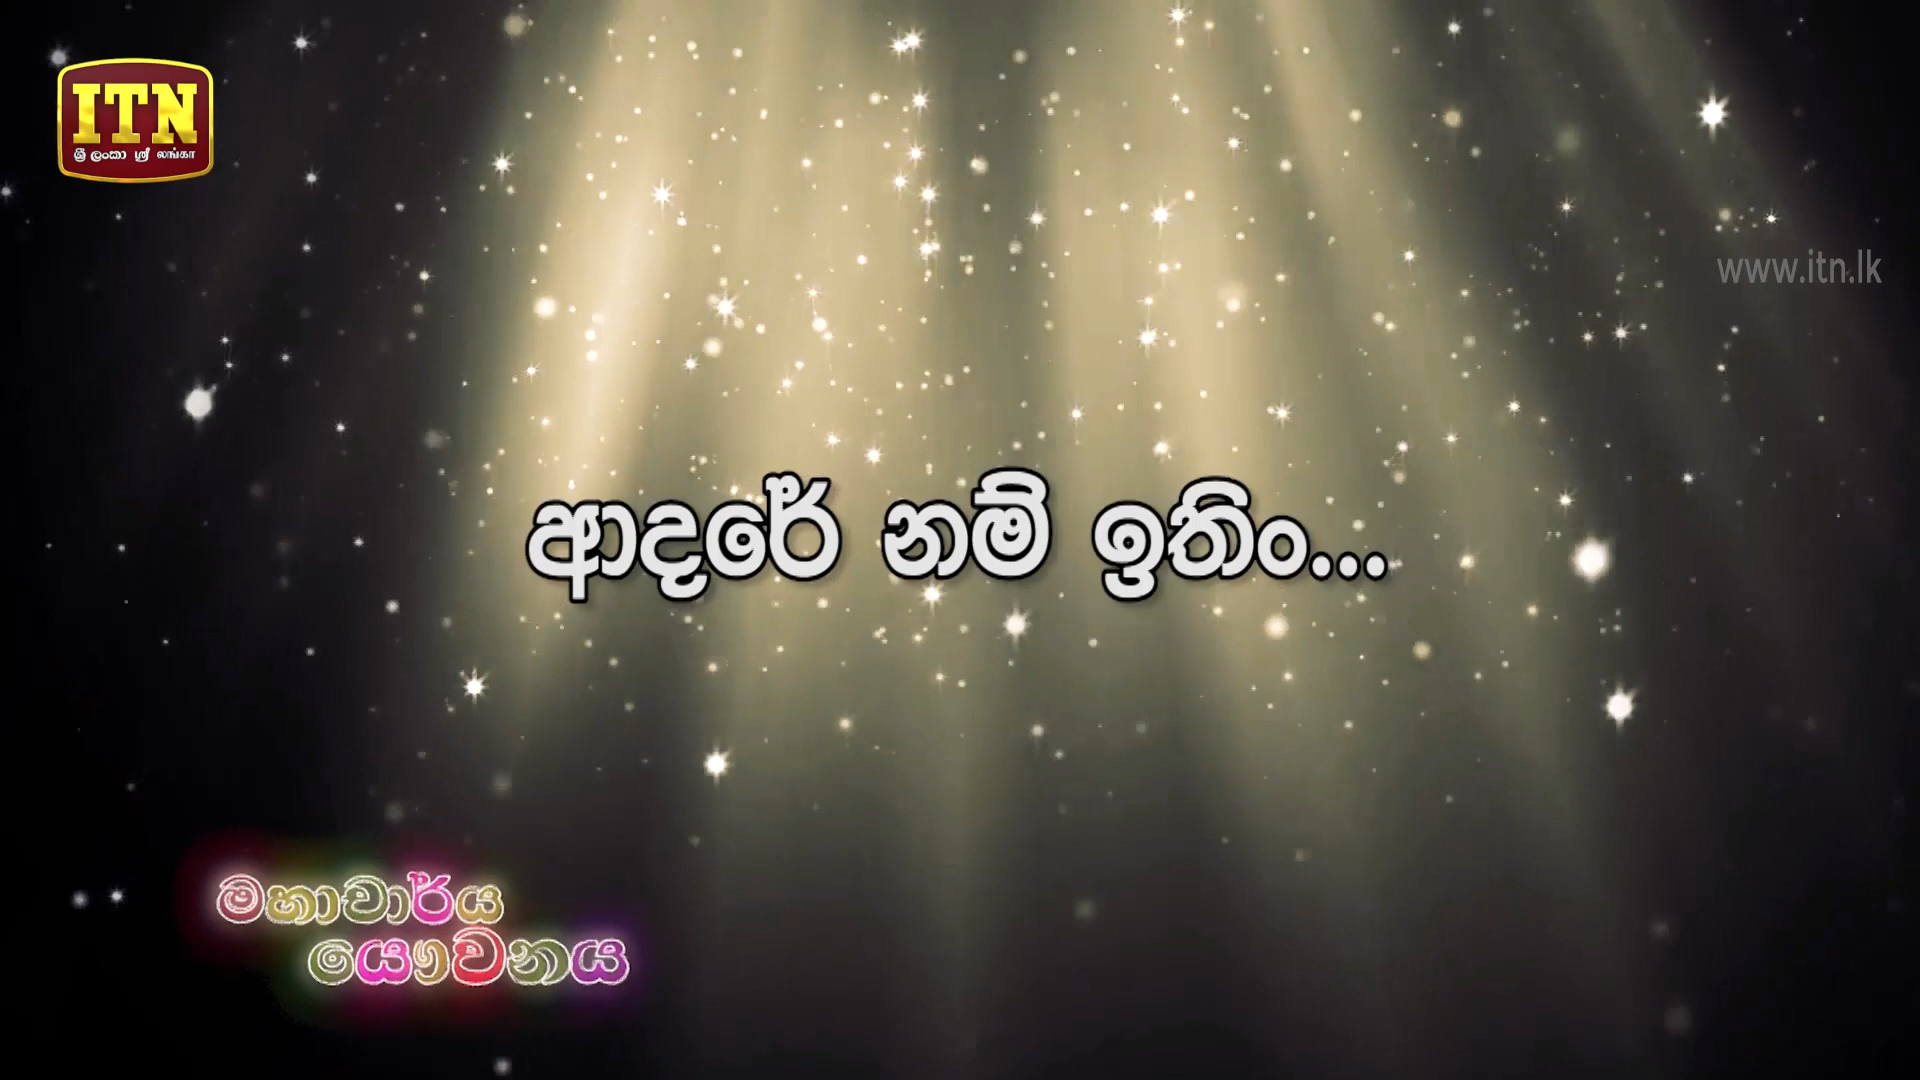 ITN
ශ්‍රී ලංකා ஸ்ரீ லங்கா
www.itn.lk
ආදරේ නම් ඉතිං...
මහාචාර්ය
යෞවනය